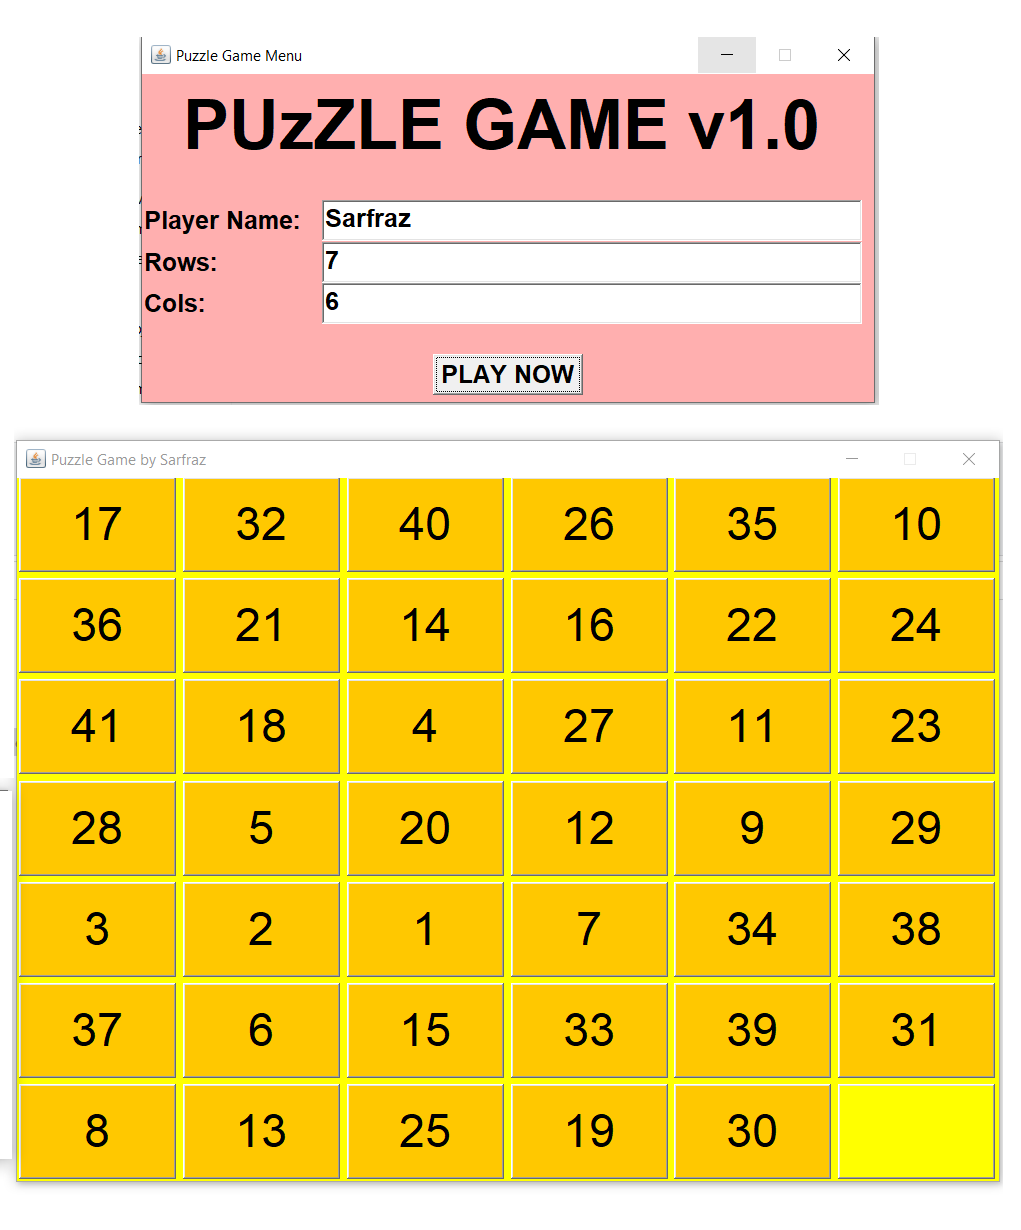 Puzzle Game Menu
PUzZLE GAME v1.0
Player Name: Sarfraz
Rows: 7
Cols: 6
PLAY NOW
Puzzle Game by Sarfraz
17 32 40 26 35 10
36 21 14 16 22 24
41 18 4 27 11 23
28 5 20 12 9 29
3 2 1 7 34 38
37 6 15 33 39 31
8 13 25 19 30